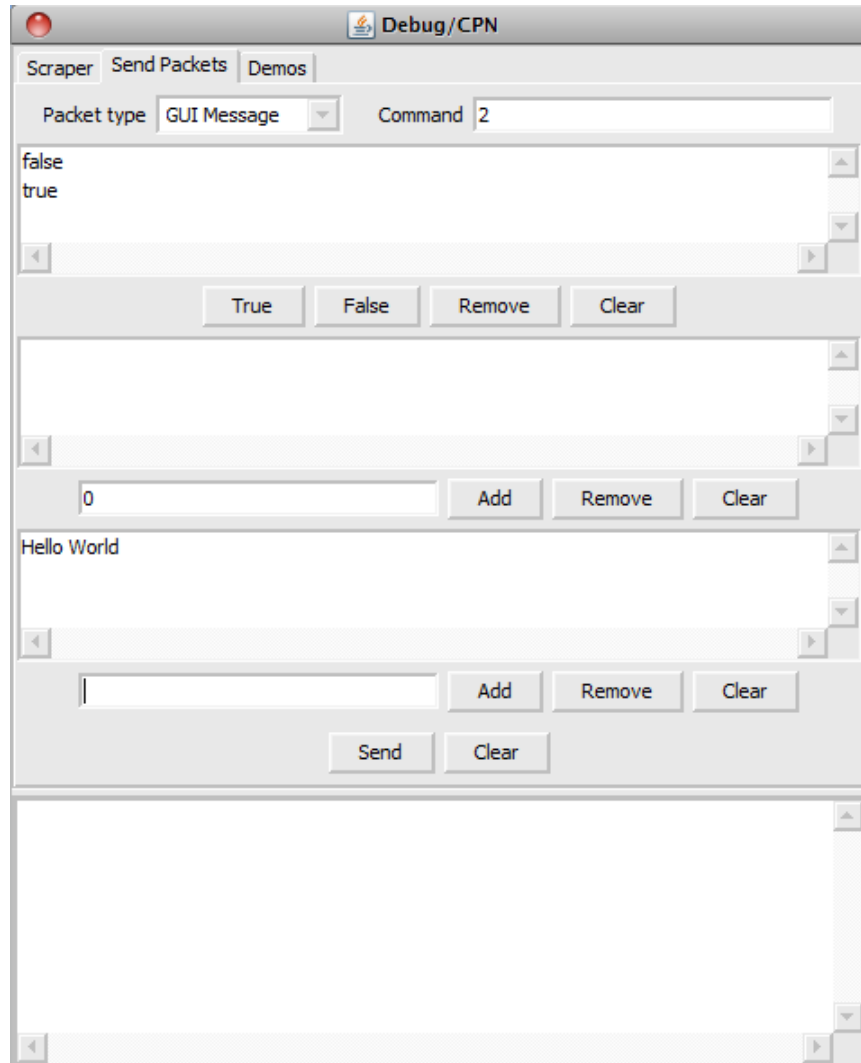 Debug/CPN
Scraper Send Packets Demos
Packet type GUI Message Command 2
false
true
True False Remove Clear
0 Add Remove Clear
Hello World
Add Remove Clear
Send Clear